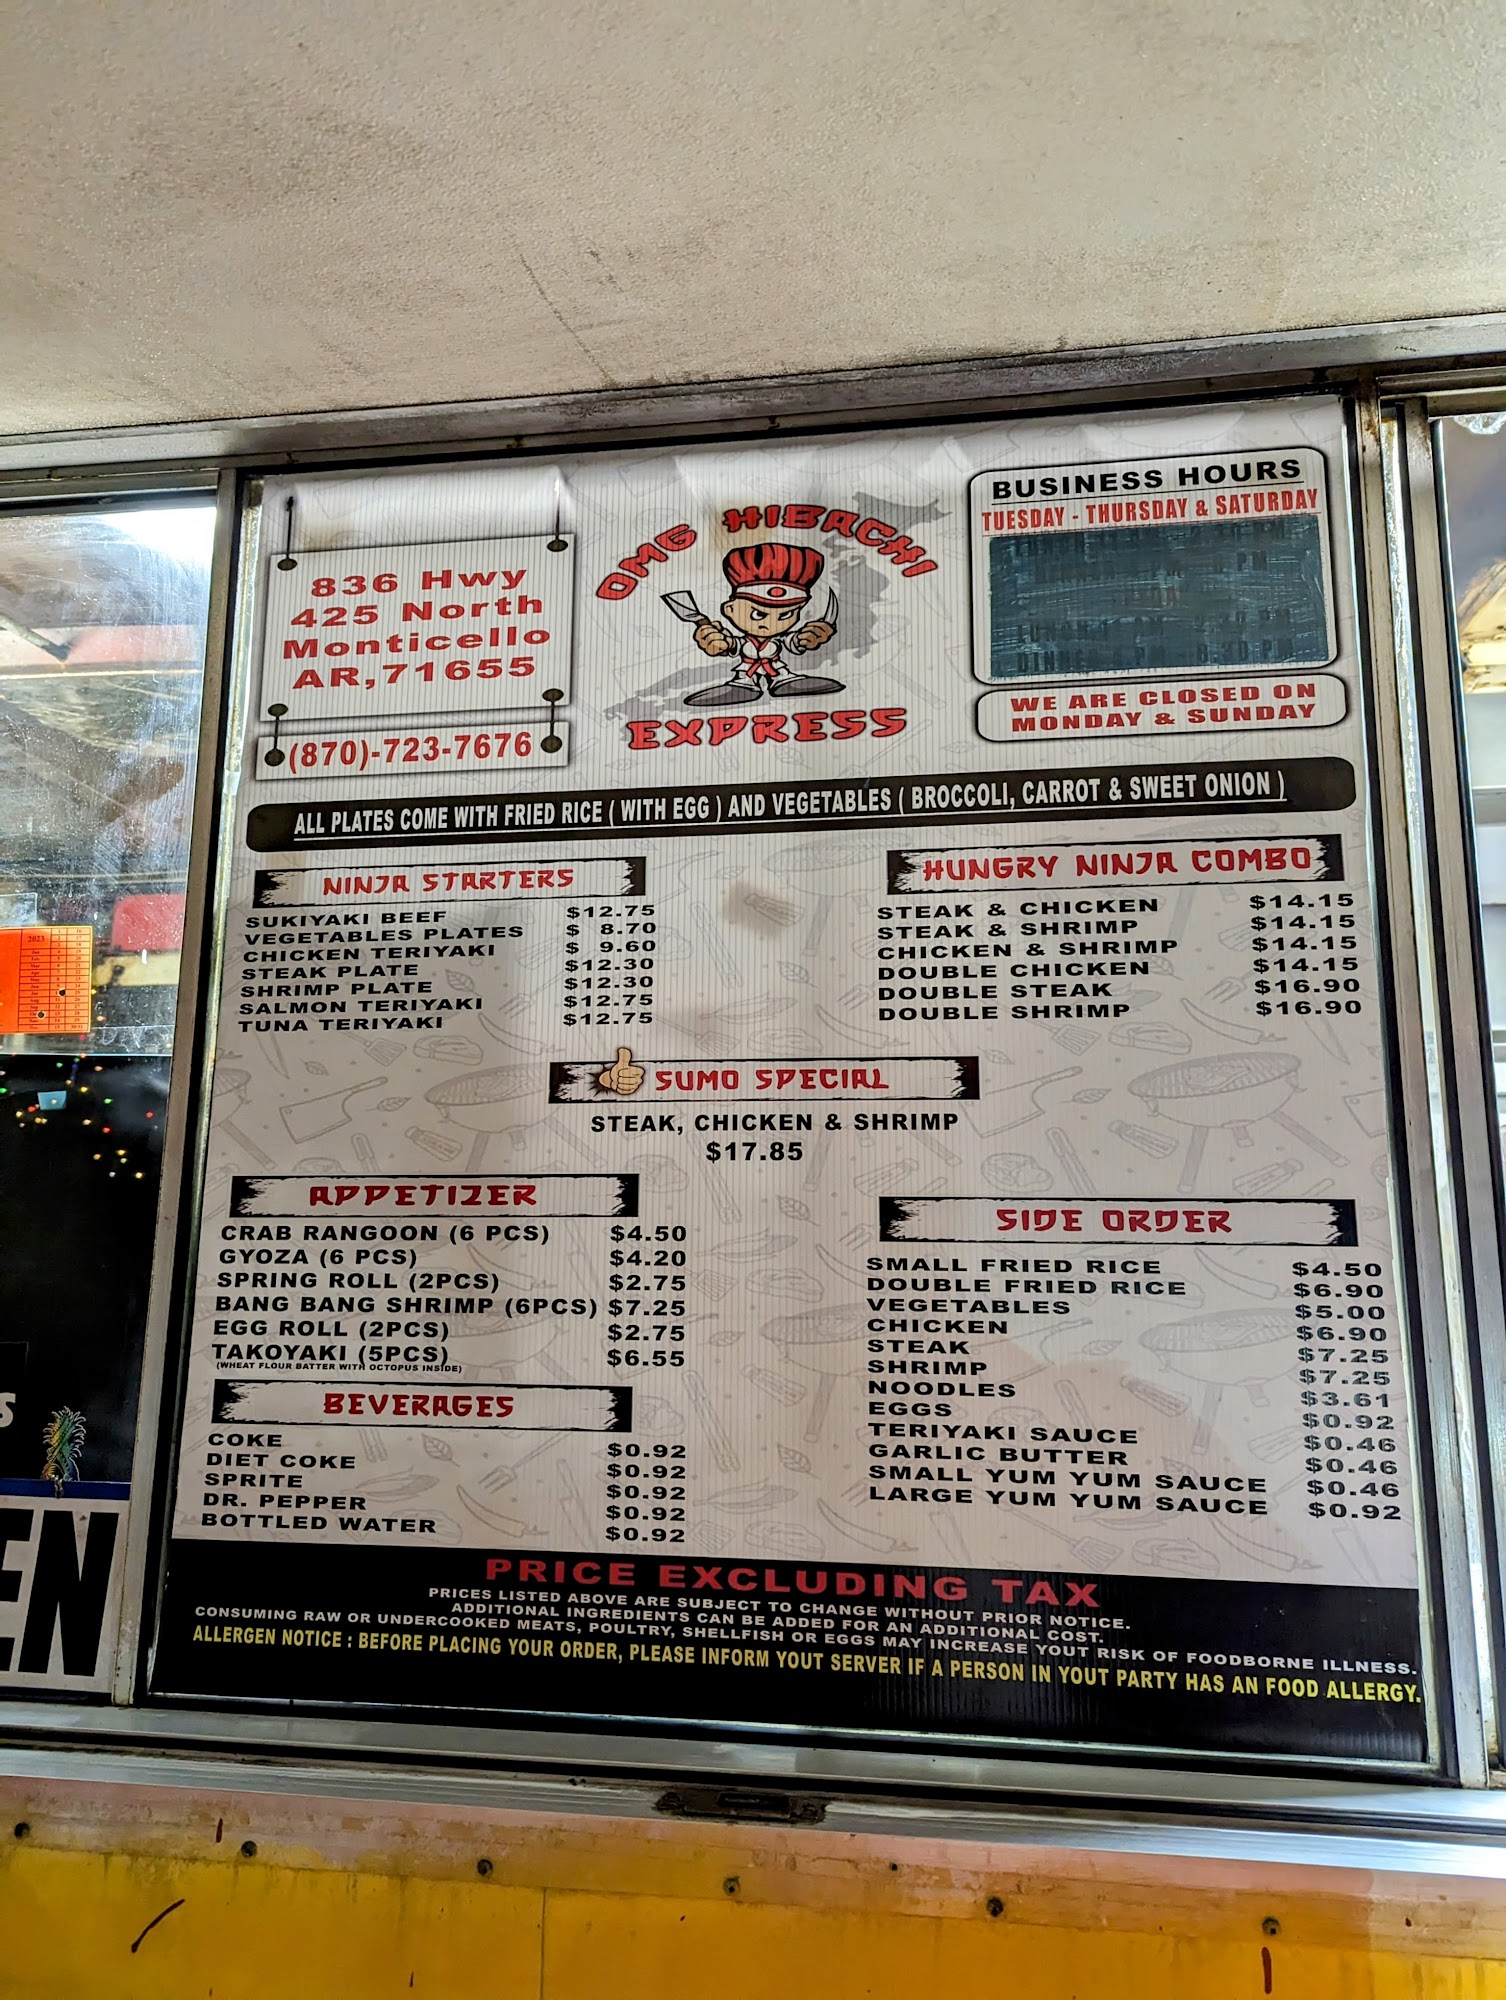 836 Hwy
425 North
Monticello
AR,71655
(870)-723-7676
OMG HIBACHI
EXPRESS
BUSINESS HOURS
TUESDAY - THURSDAY & SATURDAY
WE ARE CLOSED ON
MONDAY & SUNDAY
ALL PLATES COME WITH FRIED RICE ( WITH EGG ) AND VEGETABLES ( BROCCOLI, CARROT & SWEET ONION )
NINJA STARTERS
SUKIYAKI BEEF $12.75
VEGETABLES PLATES $ 8.70
CHICKEN TERIYAKI $ 9.60
STEAK PLATE $12.30
SHRIMP PLATE $12.30
SALMON TERIYAKI $12.75
TUNA TERIYAKI $12.75
HUNGRY NINJA COMBO
STEAK & CHICKEN $14.15
STEAK & SHRIMP $14.15
CHICKEN & SHRIMP $14.15
DOUBLE CHICKEN $14.15
DOUBLE STEAK $16.90
DOUBLE SHRIMP $16.90
SUMO SPECIAL
STEAK, CHICKEN & SHRIMP
$17.85
APPETIZER
CRAB RANGOON (6 PCS) $4.50
GYOZA (6 PCS) $4.20
SPRING ROLL (2PCS) $2.75
BANG BANG SHRIMP (6PCS) $7.25
EGG ROLL (2PCS) $2.75
TAKOYAKI (5PCS) $6.55
(WHEAT FLOUR BATTER WITH OCTOPUS INSIDE)
BEVERAGES
COKE $0.92
DIET COKE $0.92
SPRITE $0.92
DR. PEPPER $0.92
BOTTLED WATER $0.92
SIDE ORDER
SMALL FRIED RICE $4.50
DOUBLE FRIED RICE $6.90
VEGETABLES $5.00
CHICKEN $6.90
STEAK $7.25
SHRIMP $7.25
NOODLES $3.61
EGGS $0.92
TERIYAKI SAUCE $0.46
GARLIC BUTTER $0.46
SMALL YUM YUM SAUCE $0.46
LARGE YUM YUM SAUCE $0.92
PRICE EXCLUDING TAX
PRICES LISTED ABOVE ARE SUBJECT TO CHANGE WITHOUT PRIOR NOTICE.
ADDITIONAL INGREDIENTS CAN BE ADDED FOR AN ADDITIONAL COST.
CONSUMING RAW OR UNDERCOOKED MEATS, POULTRY, SHELLFISH OR EGGS MAY INCREASE YOUT RISK OF FOODBORNE ILLNESS.
ALLERGEN NOTICE : BEFORE PLACING YOUR ORDER, PLEASE INFORM YOUT SERVER IF A PERSON IN YOUT PARTY HAS AN FOOD ALLERGY.
2023
S
EN